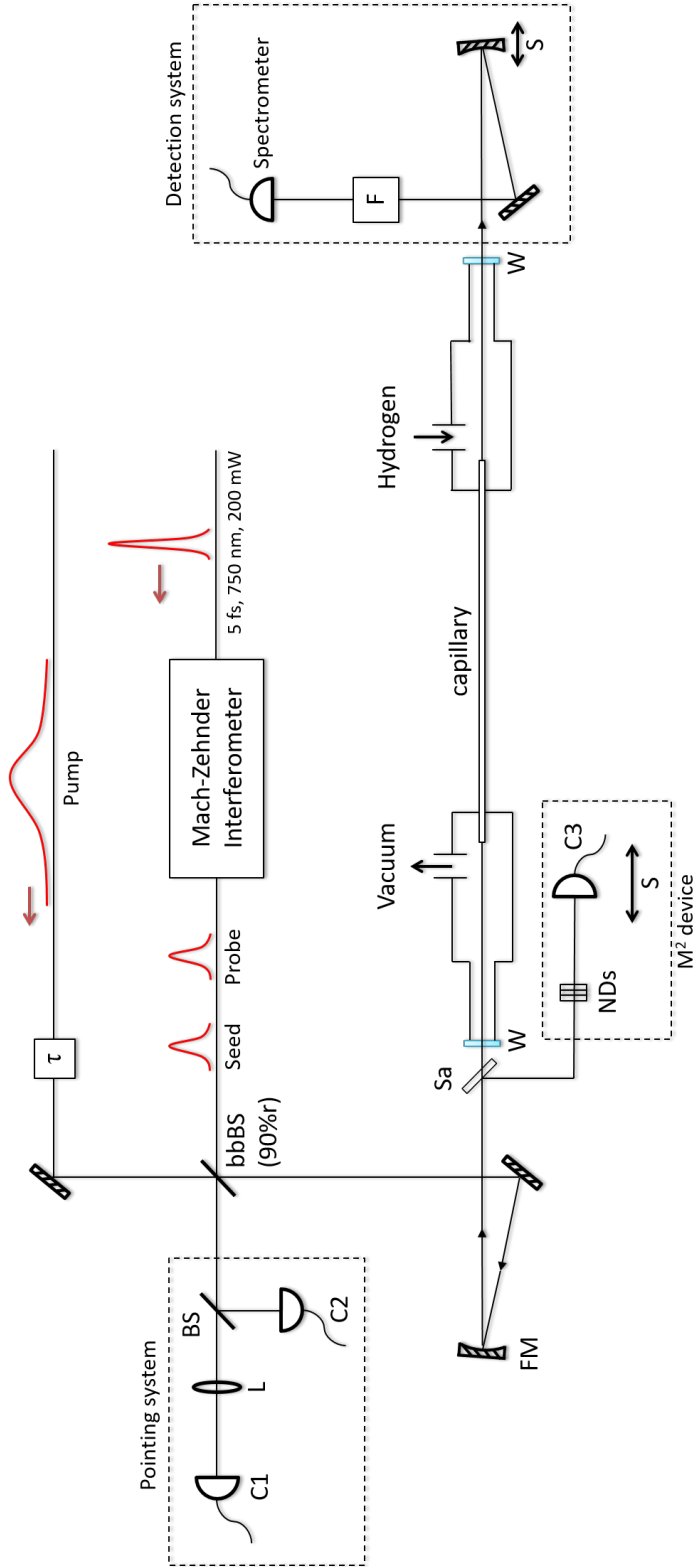 Pump
τ
5 fs, 750 nm, 200 mW
Mach-Zehnder
Interferometer
Probe
Seed
bbBS
(90%r)
Pointing system
BS
L
C1
C2
FM
Sa
W
Vacuum
capillary
Hydrogen
W
NDs
C3
S
M² device
Detection system
Spectrometer
F
S